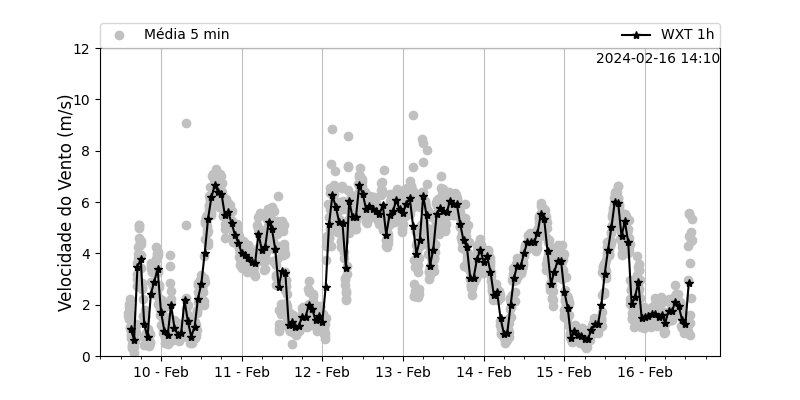 Média 5 min
WXT 1h
2024-02-16 14:10
Velocidade do Vento (m/s)
12
10
8
6
4
2
0
10 - Feb
11 - Feb
12 - Feb
13 - Feb
14 - Feb
15 - Feb
16 - Feb